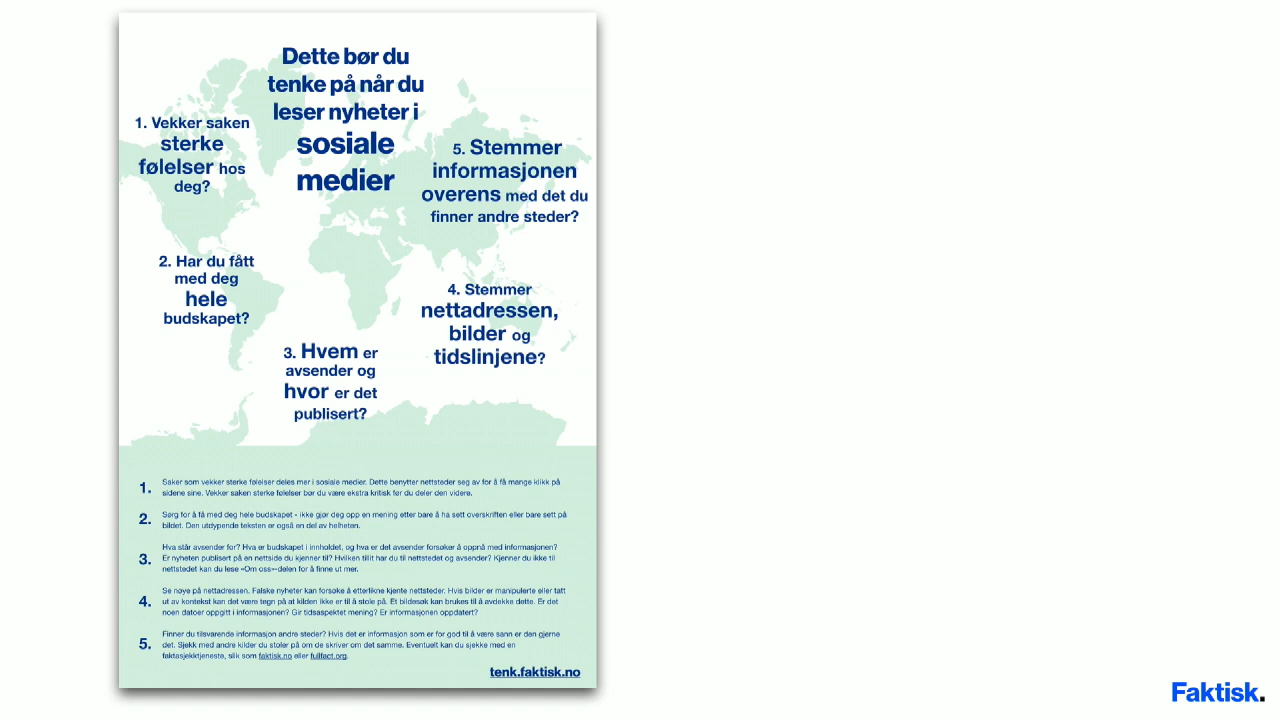 Dette bør du
tenke på når du
leser nyheter i
sosiale
medier
1. Vekker saken
sterke
følelser hos
deg?
2. Har du fått
med deg
hele
budskapet?
3. Hvem er
avsender og
hvor er det
publisert?
4. Stemmer
nettadressen,
bilder og
tidslinjene?
5. Stemmer
informasjonen
overens med det du
finner andre steder?
1. Saker som vekker sterke følelser deles mer i sosiale medier. Dette benytter nettsteder seg av for å få mange klikk på
sidene sine. Vekker saken sterke følelser bør du være ekstra kritisk før du deler den videre.
2. Sørg for å få med deg hele budskapet - ikke gjør deg opp en mening etter bare å ha sett overskriften eller bare sett på
bildet. Den utdypende teksten er også en del av helheten.
3. Hva står avsender for? Hva er budskapet i innholdet, og hva er det avsender forsøker å oppnå med informasjonen?
Er nyheten publisert på en nettside du kjenner til? Hvilken tillit har du til nettstedet og avsender? Kjenner du ikke til
nettstedet kan du lese «Om oss»-delen for å finne ut mer.
4. Se nøye på nettadressen. Falske nyheter kan forsøke å etterlikne kjente nettsteder. Hvis bilder er manipulerte eller tatt
ut av kontekst kan det være tegn på at kilden ikke er til å stole på. Et bildesøk kan brukes til å avdekke dette. Er det
noen datoer oppgitt i informasjonen? Gir tidsaspektet mening? Er informasjonen oppdatert?
5. Finner du tilsvarende informasjon andre steder? Hvis det er informasjon som er for god til å være sann er den gjerne
det. Sjekk med andre kilder du stoler på om de skriver om det samme. Eventuelt kan du sjekke med en
faktasjekktjeneste, slik som faktisk.no eller fullfact.org.
tenk.faktisk.no
Faktisk.